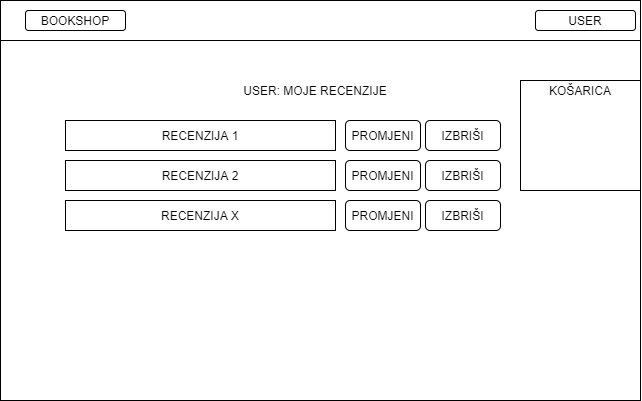 BOOKSHOP
USER
USER: MOJE RECENZIJE
KOŠARICA
RECENZIJA 1
PROMJENI
IZBRIŠI
RECENZIJA 2
PROMJENI
IZBRIŠI
RECENZIJA X
PROMJENI
IZBRIŠI